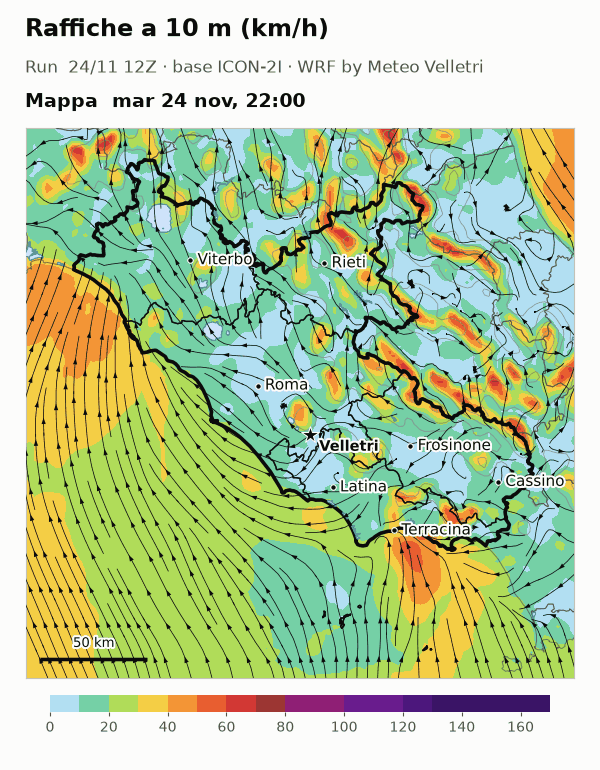 Raffiche a 10 m (km/h)
Run  24/11 12Z · base ICON-2I · WRF by Meteo Velletri
Mappa  mar 24 nov, 22:00
Viterbo
Rieti
Roma
Velletri
Frosinone
Cassino
Latina
Terracina
50 km
0 20 40 60 80 100 120 140 160